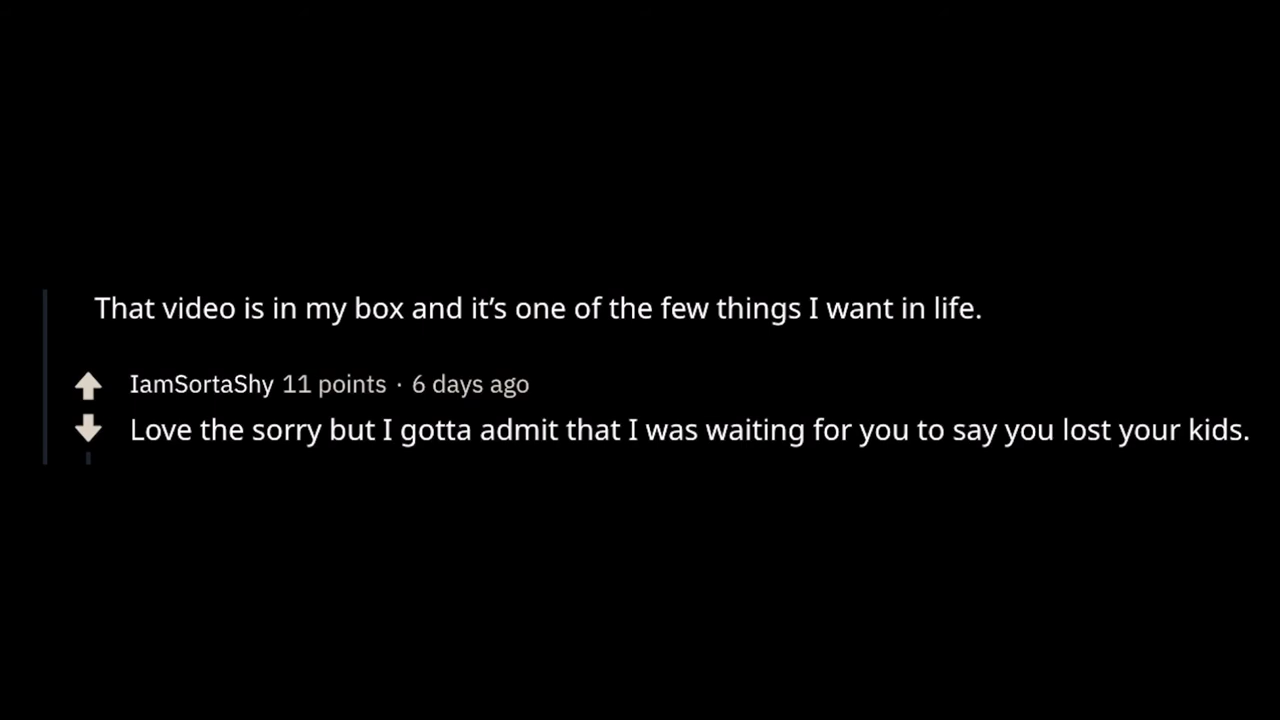 That video is in my box and it’s one of the few things I want in life.
IamSortaShy 11 points · 6 days ago
Love the sorry but I gotta admit that I was waiting for you to say you lost your kids.